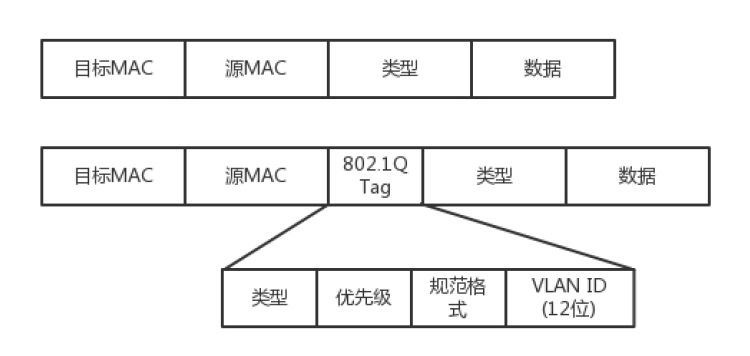 目标MAC 源MAC 类型 数据
目标MAC 源MAC 802.1Q Tag 类型 数据
类型 优先级 规范格式 VLAN ID (12位)